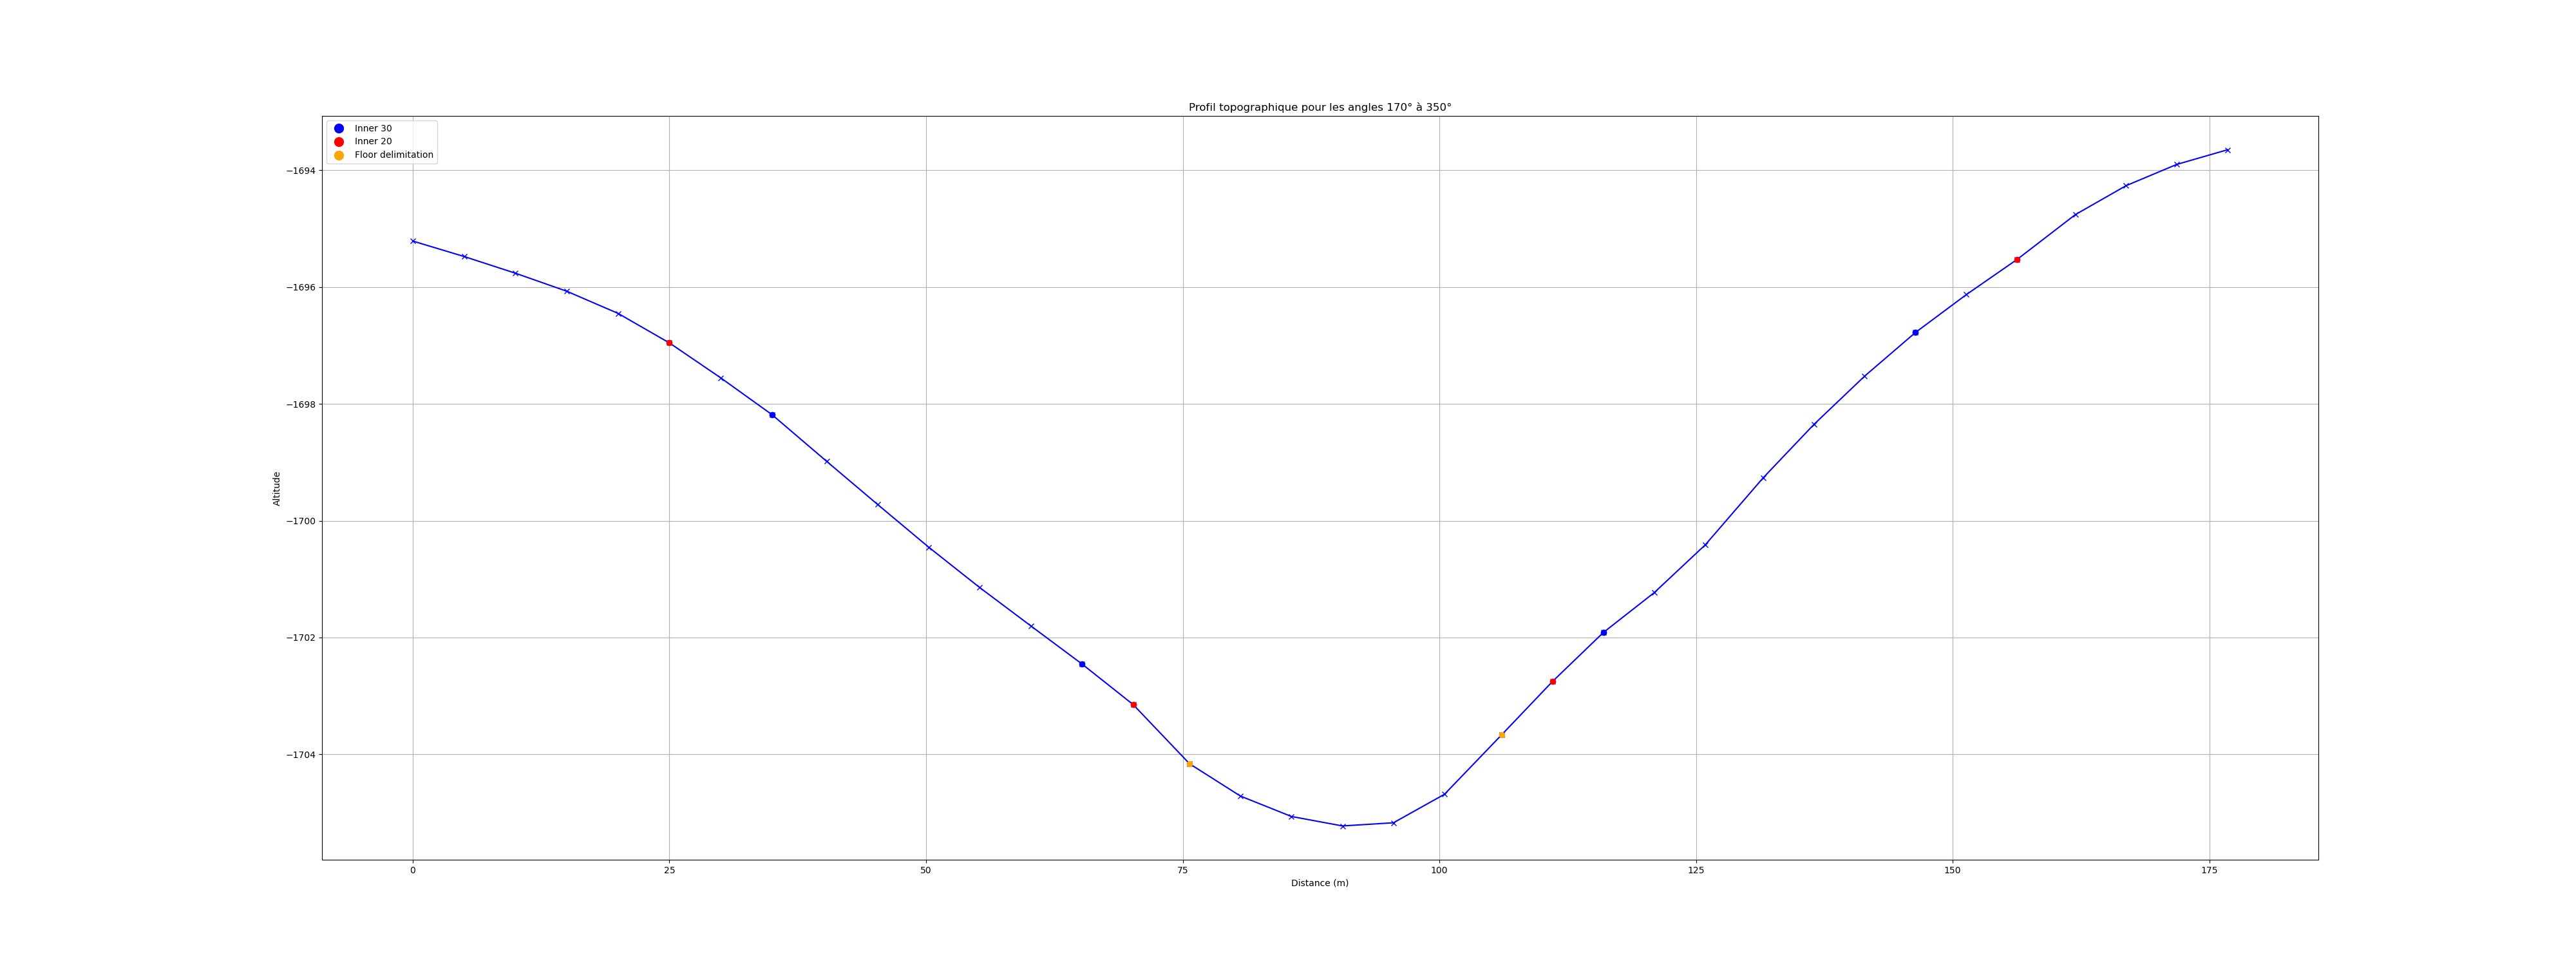 Profil topographique pour les angles 170° à 350°
Inner 30
Inner 20
Floor delimitation
Altitude
−1694
−1696
−1698
−1700
−1702
−1704
0 25 50 75 100 125 150 175
Distance (m)